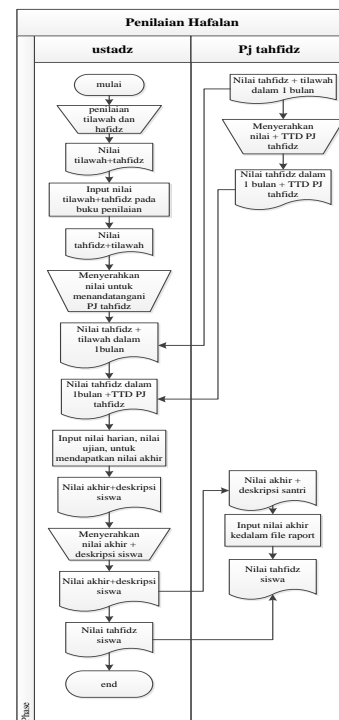 Penilaian Hafalan
ustadz
Pj tahfidz
mulai
penilaian
tilawah dan
hafidz
Nilai
tilawah+tahfidz
Input nilai
tilawah+tahfidz pada
buku penilaian
Nilai
tahfidz+tilawah
Menyerahkan
nilai untuk
menandatangani
PJ tahfidz
Nilai tahfidz +
tilawah dalam
1bulan
Nilai tahfidz dalam
1bulan +TTD PJ
tahfidz
Input nilai harian, nilai
ujian, untuk
mendapatkan nilai akhir
Nilai akhir+deskripsi
siswa
Menyerahkan
nilai akhir +
deskripsi siswa
Nilai akhir+deskripsi
siswa
Nilai tahfidz
siswa
end
Nilai tahfidz + tilawah
dalam 1 bulan
Menyerahkan
nilai + TTD PJ
tahfidz
Nilai tahfidz dalam
1 bulan + TTD PJ
tahfidz
Nilai akhir +
deskripsi santri
Input nilai akhir
kedalam file raport
Nilai tahfidz
siswa
Phase